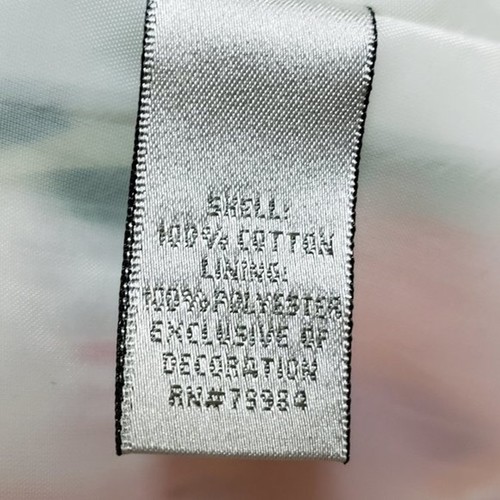 SHELL:
100% COTTON
LINING:
100% POLYESTER
EXCLUSIVE OF
DECORATION
RN#79984